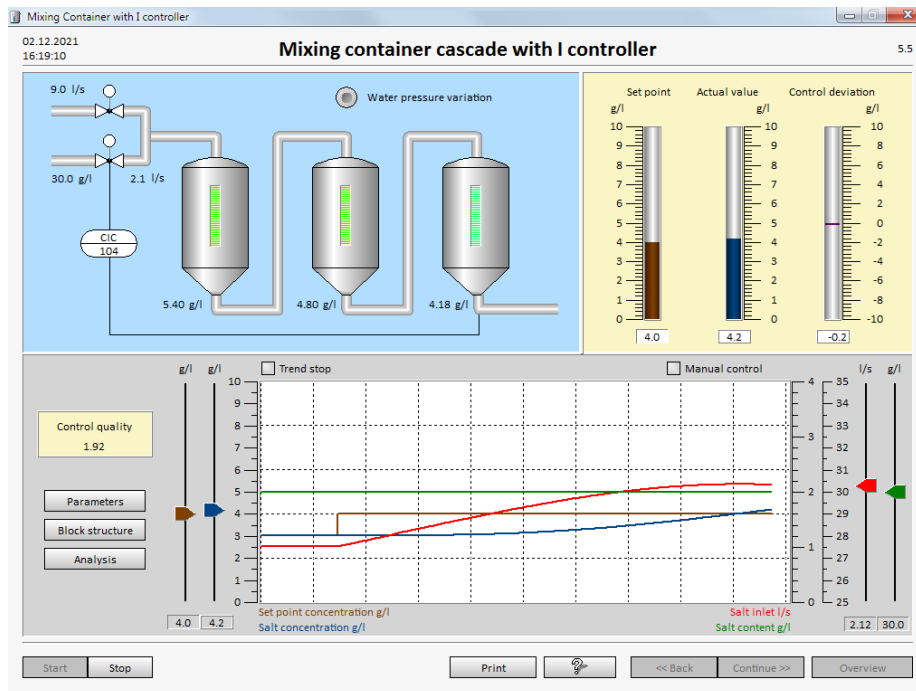 Mixing Container with I controller
02.12.2021
16:19:10
Mixing container cascade with I controller
5.5
9.0 l/s
Water pressure variation
30.0 g/l
2.1 l/s
CIC
104
5.40 g/l
4.80 g/l
4.18 g/l
Set point
Actual value
Control deviation
g/l
g/l
g/l
10
9
8
7
6
5
4
3
2
1
0
10
9
8
7
6
5
4
3
2
1
0
10
8
6
4
2
0
-2
-4
-6
-8
-10
4.0
4.2
-0.2
g/l
g/l
Trend stop
Manual control
l/s
g/l
Control quality
1.92
Parameters
Block structure
Analysis
10
9
8
7
6
5
4
3
2
1
0
4
3
2
1
0
35
34
33
32
31
30
29
28
27
26
25
4.0
4.2
Set point concentration g/l
Salt concentration g/l
Salt inlet l/s
Salt content g/l
2.12
30.0
Start
Stop
Print
?
<< Back
Continue >>
Overview